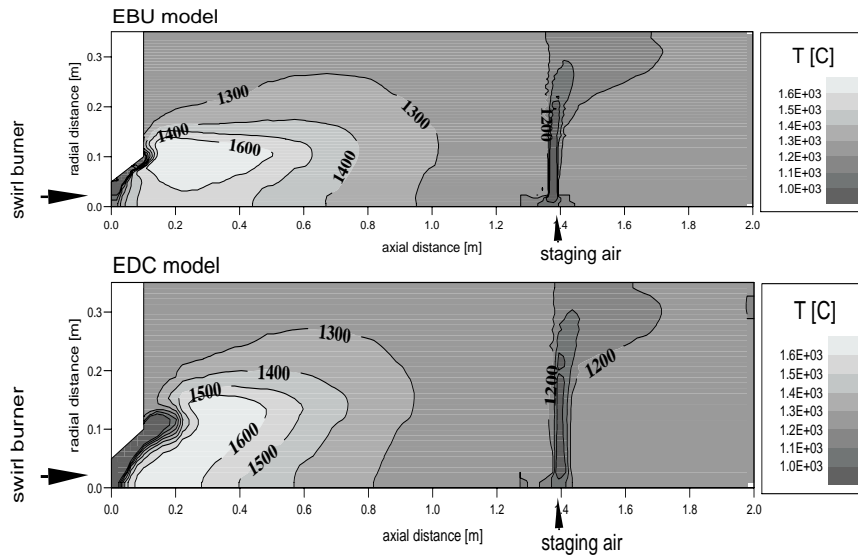 EBU model
radial distance [m]
0.3
0.2
0.1
0.0
1300
1300
1400
1600
1400
1200
swirl burner
0.0 0.2 0.4 0.6 0.8 1.0 1.2 1.4 1.6 1.8 2.0
axial distance [m]
staging air
T [C]
1.6E+03
1.5E+03
1.4E+03
1.3E+03
1.2E+03
1.1E+03
1.0E+03
EDC model
radial distance [m]
0.3
0.2
0.1
0.0
1300
1400
1500
1600
1500
1200
1200
swirl burner
0.0 0.2 0.4 0.6 0.8 1.0 1.2 1.4 1.6 1.8 2.0
axial distance [m]
staging air
T [C]
1.6E+03
1.5E+03
1.4E+03
1.3E+03
1.2E+03
1.1E+03
1.0E+03